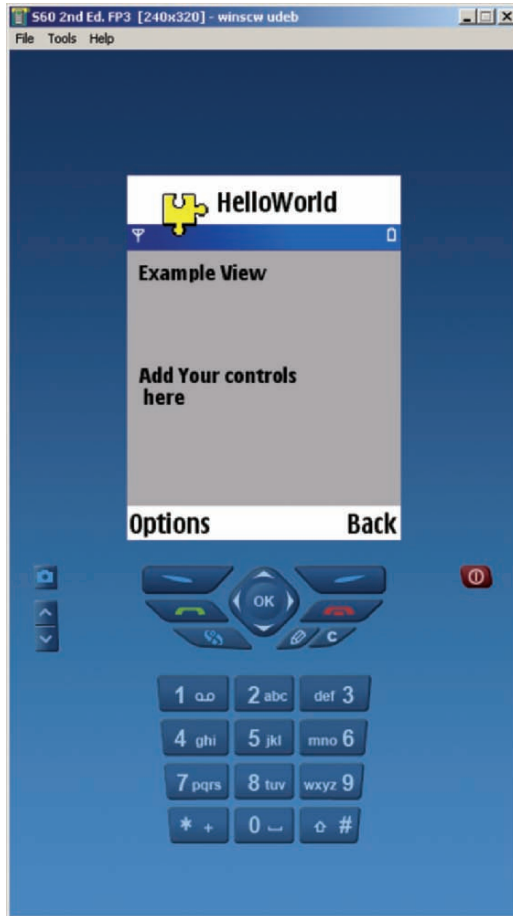 S60 2nd Ed. FP3 [240x320] - winscw udeb
File Tools Help
HelloWorld
Example View
Add Your controls
here
Options Back
OK
C
1 2 abc def 3
4 ghi 5 jkl mno 6
7 pqrs 8 tuv wxyz 9
* + 0 #